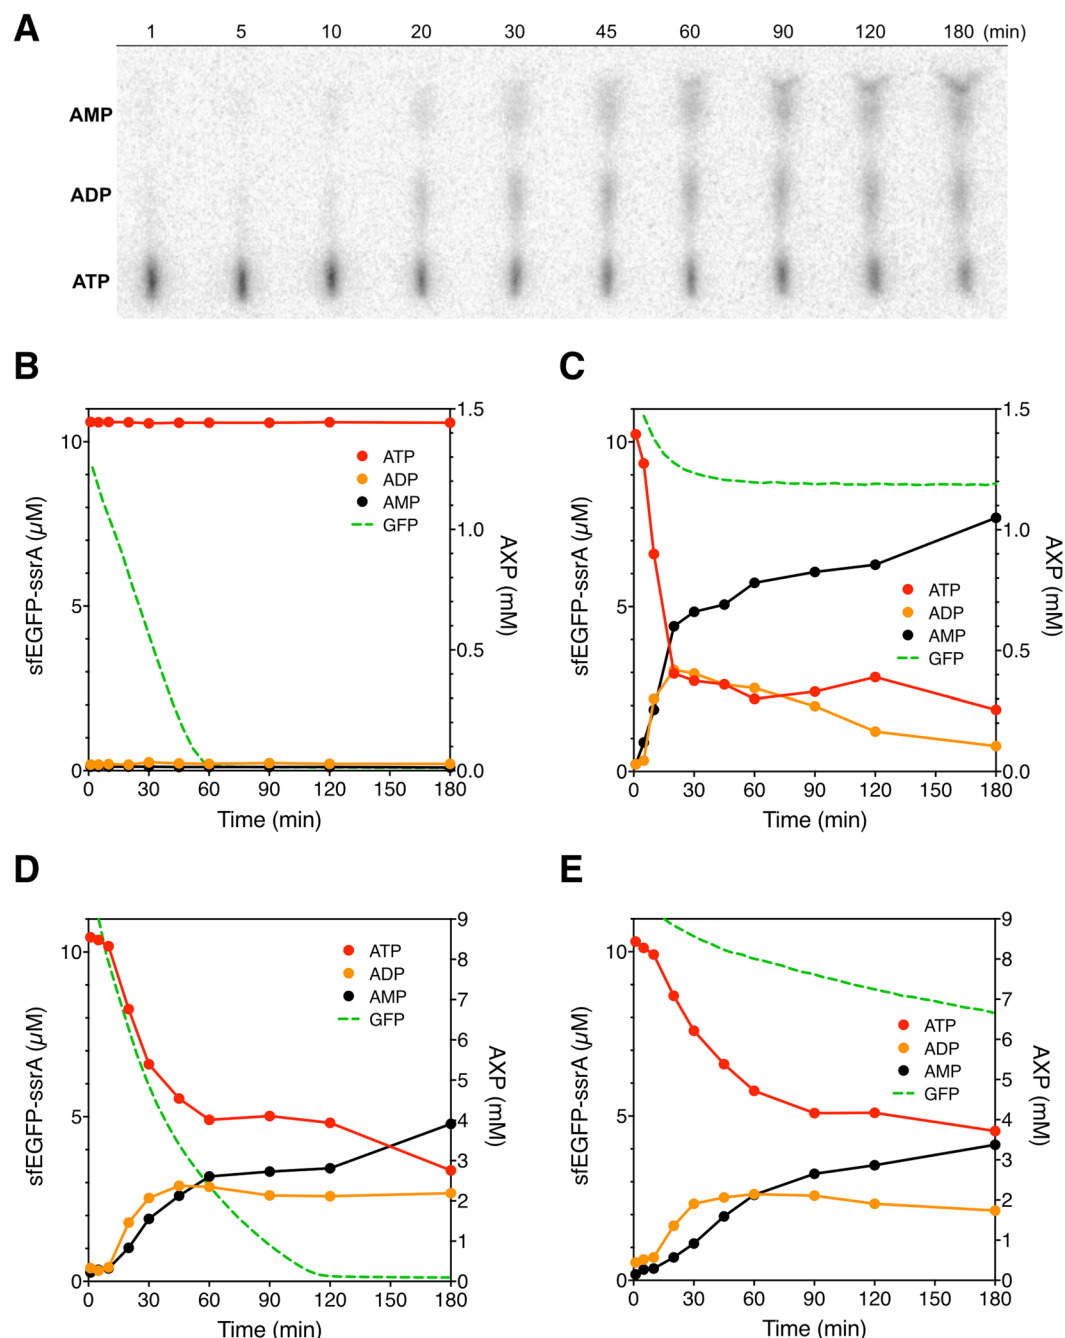 A
1 5 10 20 30 45 60 90 120 180 (min)
AMP
ADP
ATP
B
10
5
0
sfEGFP-ssrA (µM)
1.5
1.0
0.5
0.0
AXP (mM)
ATP
ADP
AMP
GFP
0 30 60 90 120 150 180
Time (min)
C
10
5
0
sfEGFP-ssrA (µM)
1.5
1.0
0.5
0.0
AXP (mM)
ATP
ADP
AMP
GFP
0 30 60 90 120 150 180
Time (min)
D
10
5
0
sfEGFP-ssrA (µM)
9
8
7
6
5
4
3
2
1
0
AXP (mM)
ATP
ADP
AMP
GFP
0 30 60 90 120 150 180
Time (min)
E
10
5
0
sfEGFP-ssrA (µM)
9
8
7
6
5
4
3
2
1
0
AXP (mM)
ATP
ADP
AMP
GFP
0 30 60 90 120 150 180
Time (min)